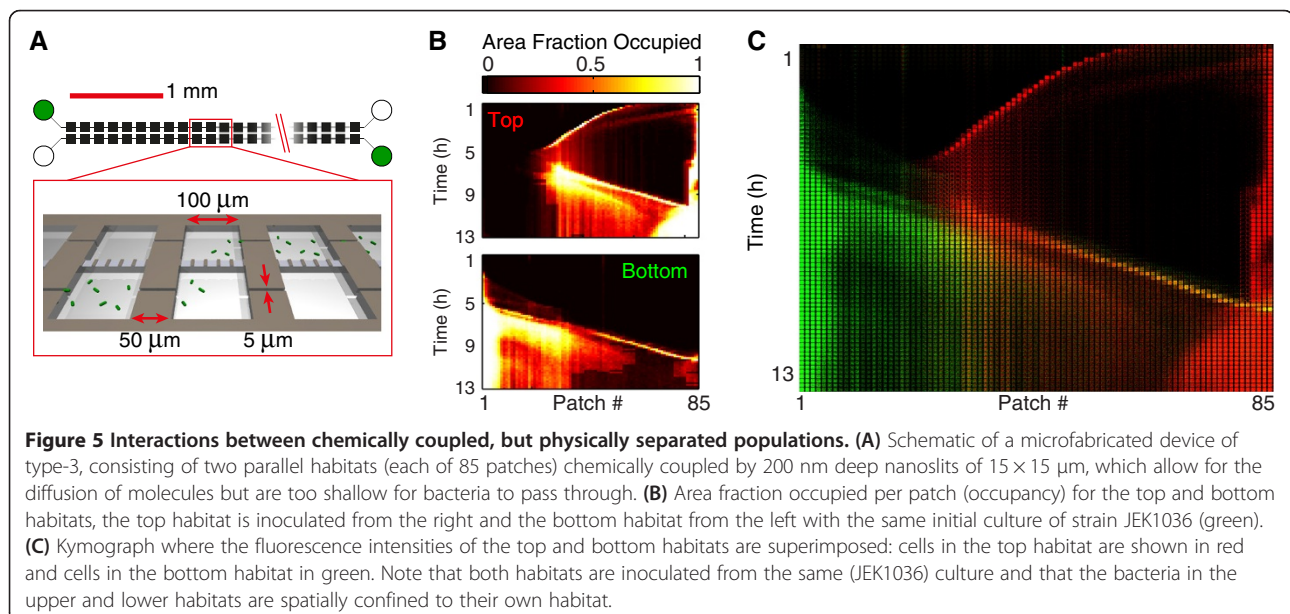 A
1 mm
100 µm
50 µm
5 µm
B
Area Fraction Occupied
0 0.5 1
1
5
9
13
Time (h)
Top
1
5
9
13
Time (h)
Bottom
1 Patch # 85
C
1
13
Time (h)
1 Patch # 85
Figure 5 Interactions between chemically coupled, but physically separated populations. (A) Schematic of a microfabricated device of
type-3, consisting of two parallel habitats (each of 85 patches) chemically coupled by 200 nm deep nanoslits of 15 × 15 µm, which allow for the
diffusion of molecules but are too shallow for bacteria to pass through. (B) Area fraction occupied per patch (occupancy) for the top and bottom
habitats, the top habitat is inoculated from the right and the bottom habitat from the left with the same initial culture of strain JEK1036 (green).
(C) Kymograph where the fluorescence intensities of the top and bottom habitats are superimposed: cells in the top habitat are shown in red
and cells in the bottom habitat in green. Note that both habitats are inoculated from the same (JEK1036) culture and that the bacteria in the
upper and lower habitats are spatially confined to their own habitat.